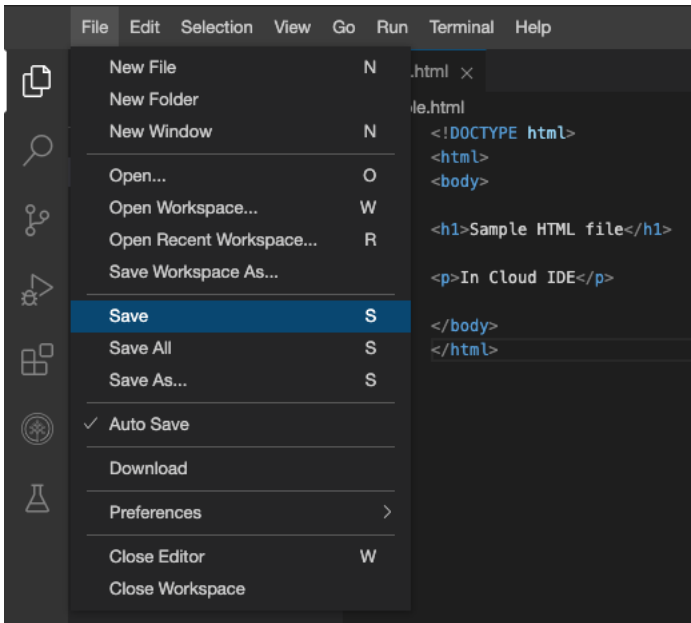 File Edit Selection View Go Run Terminal Help
New File N
New Folder
New Window N
Open... O
Open Workspace... W
Open Recent Workspace... R
Save Workspace As...
Save S
Save All S
Save As... S
Auto Save
Download
Preferences
Close Editor W
Close Workspace
.html
le.html
<!DOCTYPE html>
<html>
<body>
<h1>Sample HTML file</h1>
<p>In Cloud IDE</p>
</body>
</html>